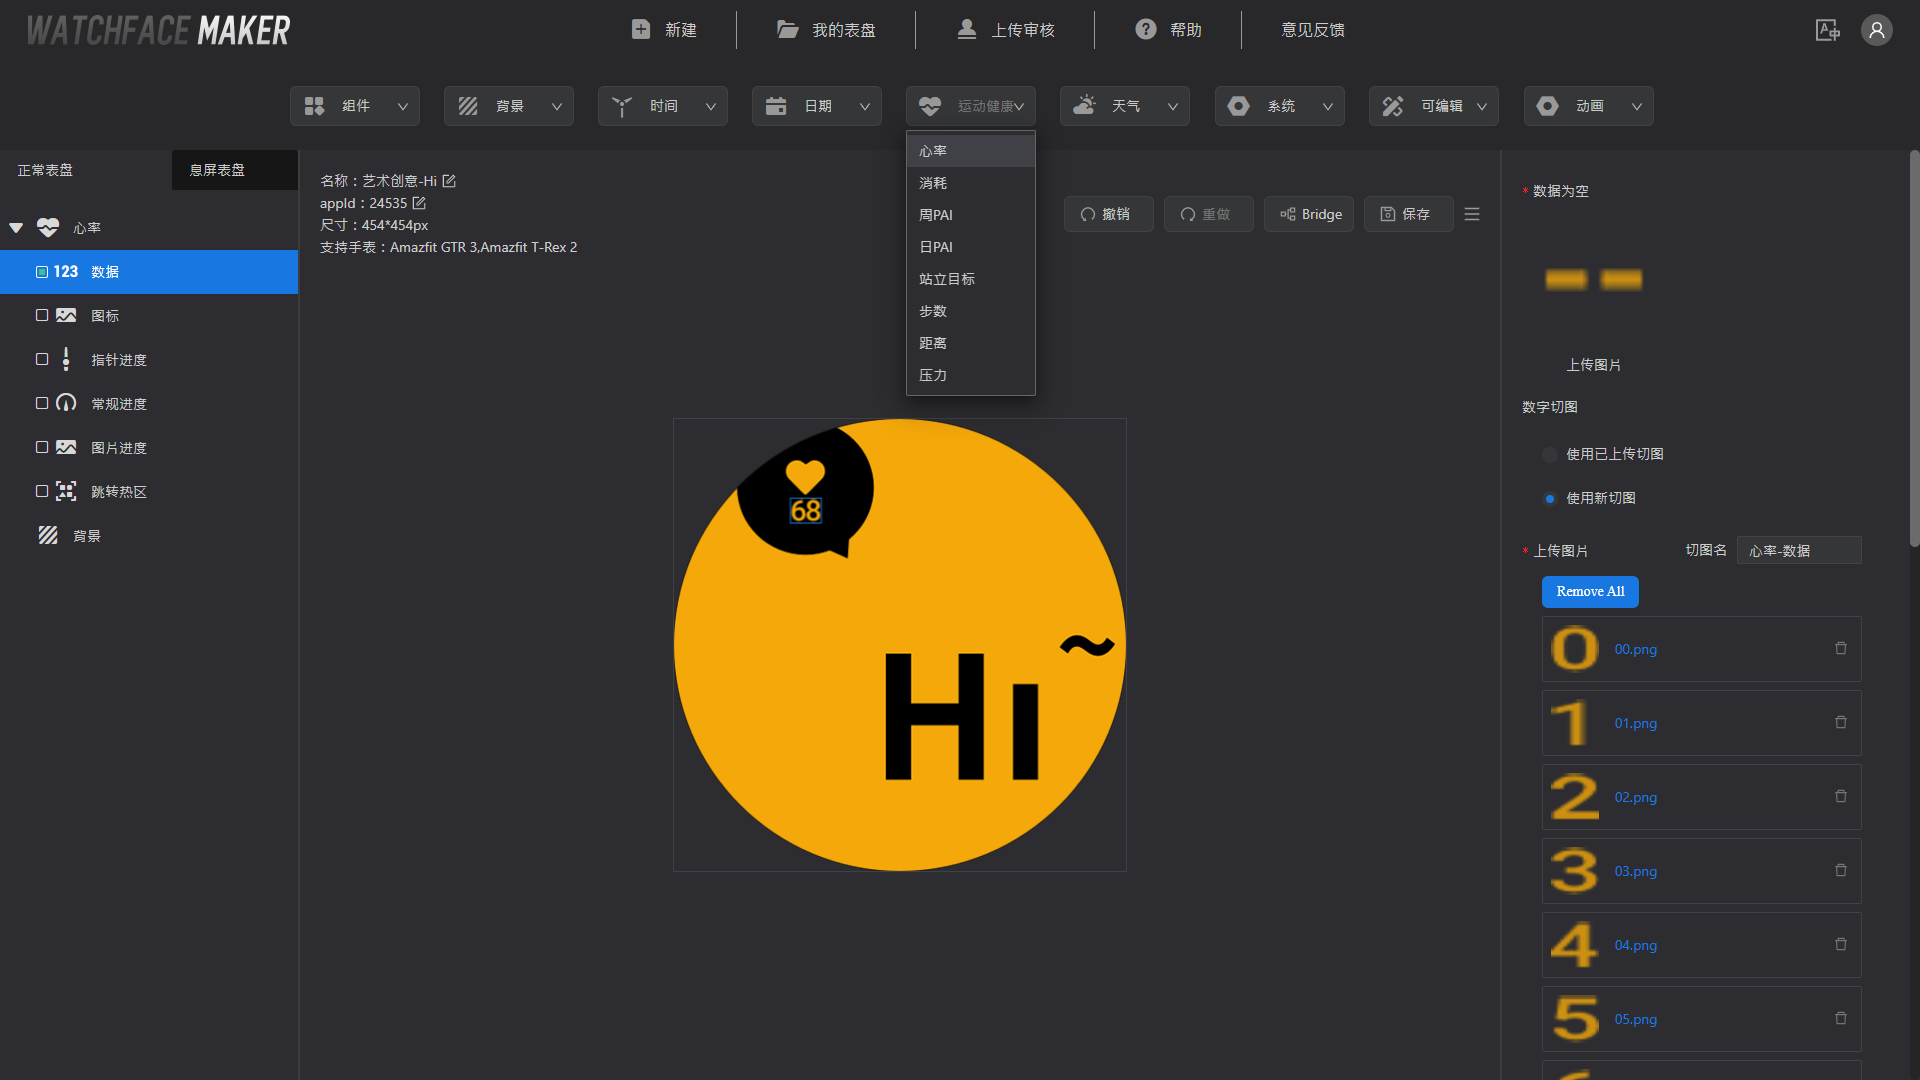 WATCHFACE MAKER
新建
我的表盘
上传审核
帮助
意见反馈
组件
背景
时间
日期
运动健康
天气
系统
可编辑
动画
心率
消耗
周PAI
日PAI
站立目标
步数
距离
压力
正常表盘
息屏表盘
心率
123 数据
图标
指针进度
常规进度
图片进度
跳转热区
背景
名称：艺术创意-Hi
appId：24535
尺寸：454*454px
支持手表：Amazfit GTR 3,Amazfit T-Rex 2
撤销
重做
Bridge
保存
68
Hi ~
* 数据为空
上传图片
数字切图
使用已上传切图
使用新切图
* 上传图片
切图名
心率-数据
Remove All
0 00.png
1 01.png
2 02.png
3 03.png
4 04.png
5 05.png